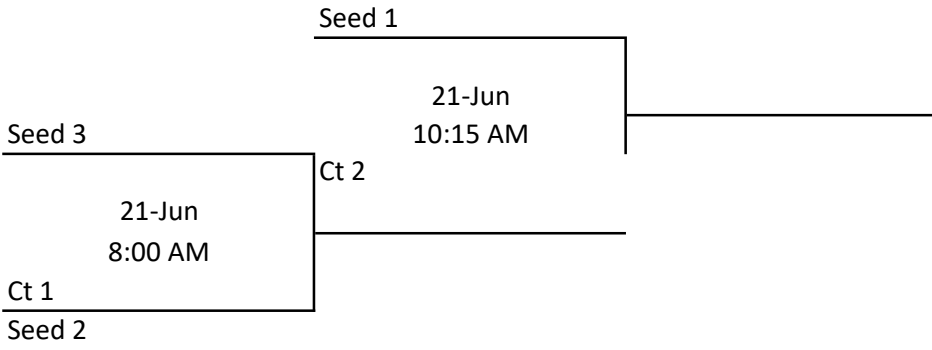 Seed 1
21-Jun
10:15 AM
Seed 3
Ct 2
21-Jun
8:00 AM
Ct 1
Seed 2